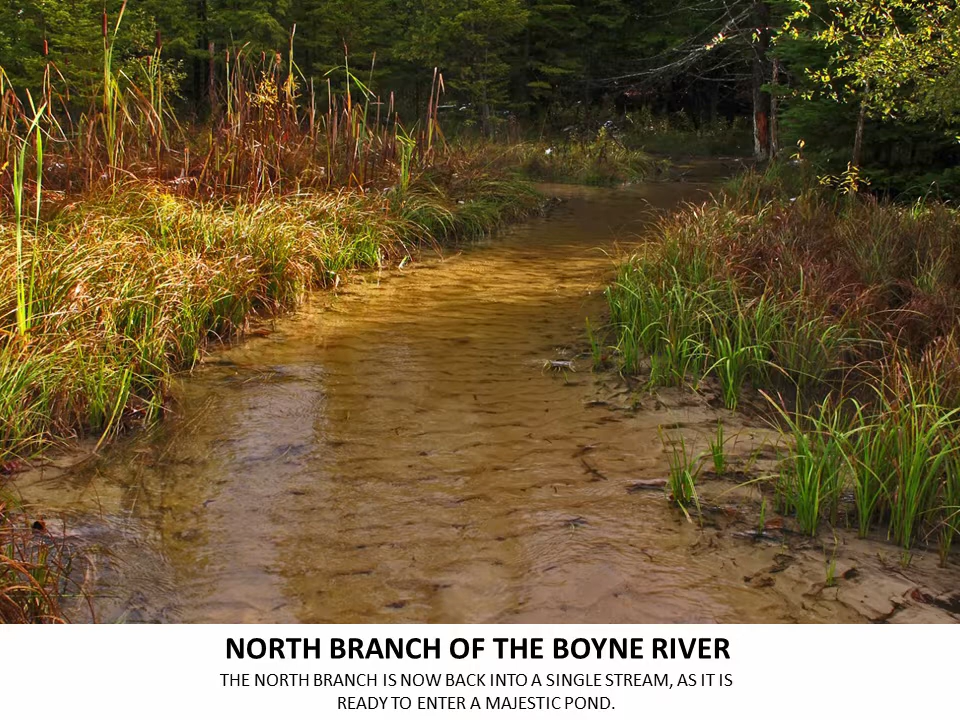 NORTH BRANCH OF THE BOYNE RIVER
THE NORTH BRANCH IS NOW BACK INTO A SINGLE STREAM, AS IT IS
READY TO ENTER A MAJESTIC POND.